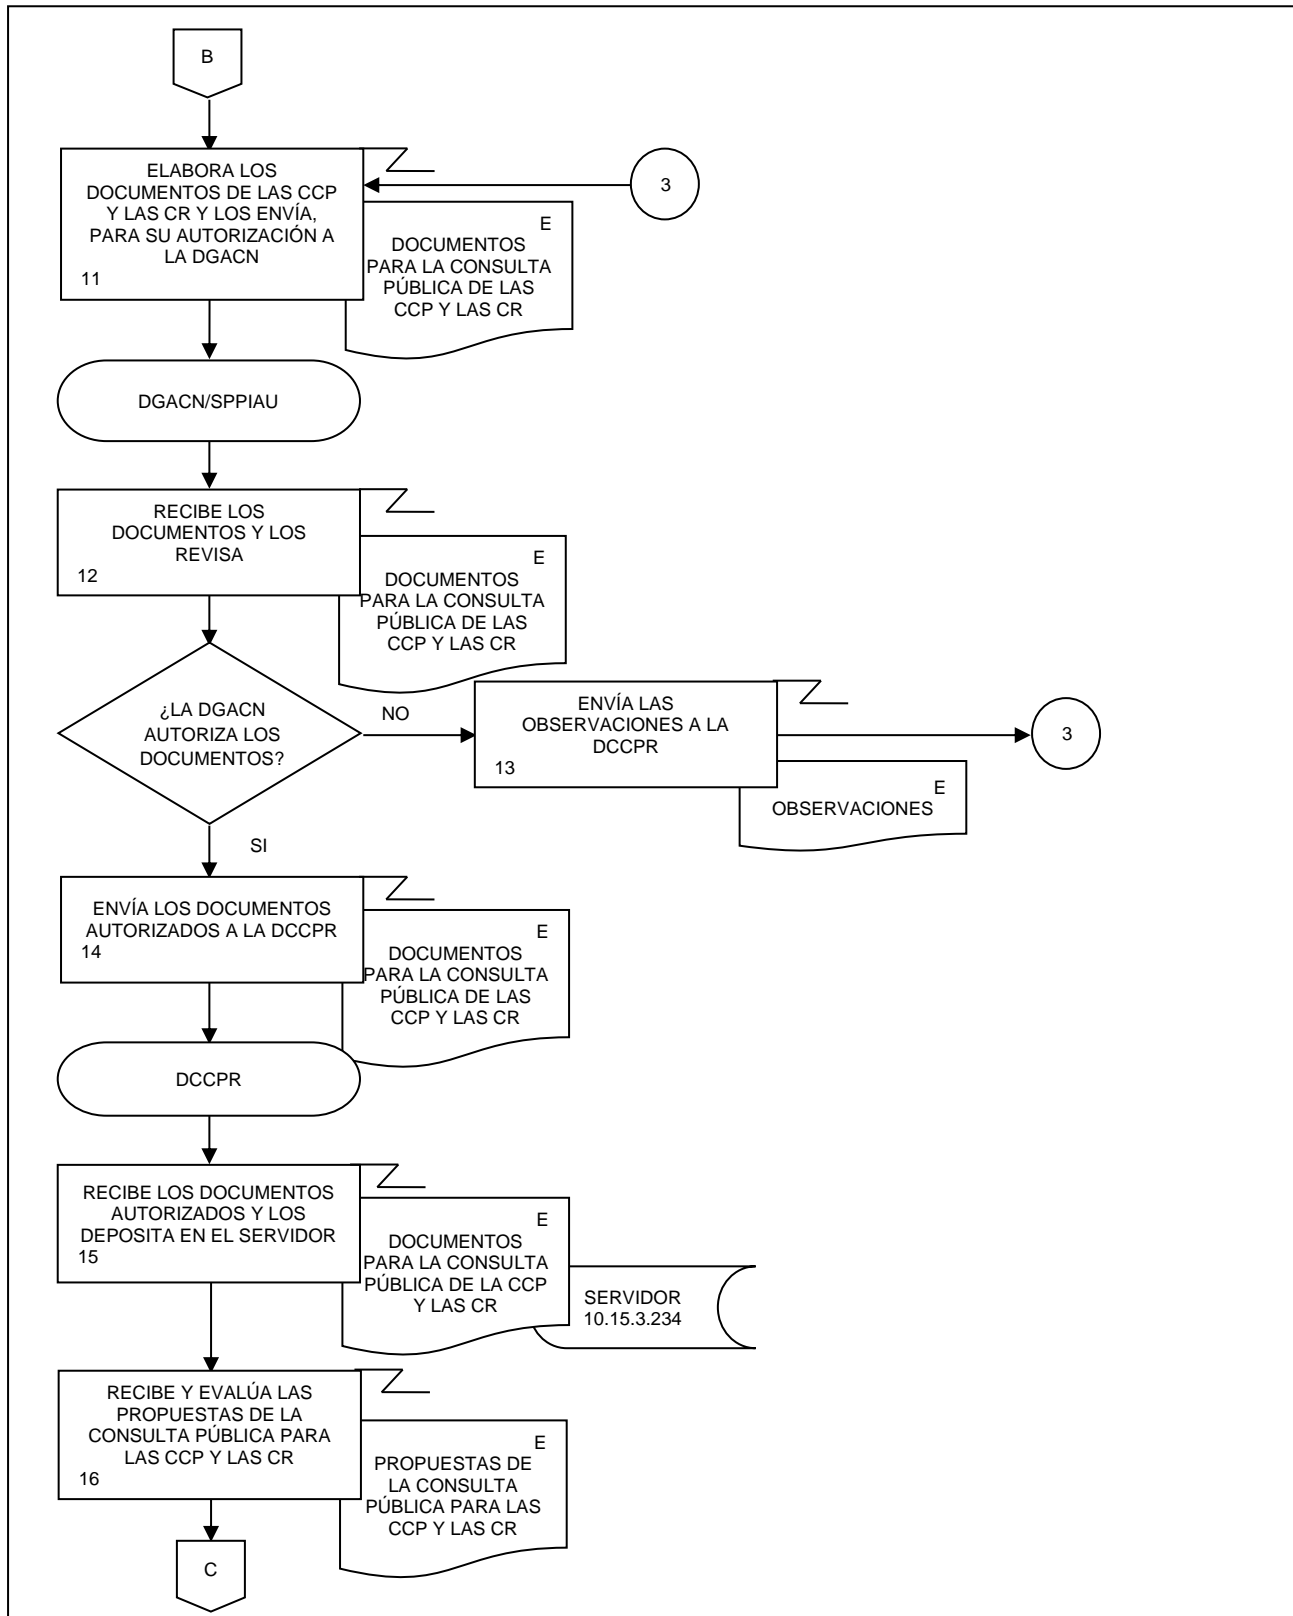 B
ELABORA LOS
DOCUMENTOS DE LAS CCP
Y LAS CR Y LOS ENVÍA,
PARA SU AUTORIZACIÓN A
LA DGACN
11
3
E
DOCUMENTOS
PARA LA CONSULTA
PÚBLICA DE LAS
CCP Y LAS CR
DGACN/SPPIAU
RECIBE LOS
DOCUMENTOS Y LOS
REVISA
12
E
DOCUMENTOS
PARA LA CONSULTA
PÚBLICA DE LAS
CCP Y LAS CR
¿LA DGACN
AUTORIZA LOS
DOCUMENTOS?
NO
ENVÍA LAS
OBSERVACIONES A LA
DCCPR
13
3
E
OBSERVACIONES
SI
ENVÍA LOS DOCUMENTOS
AUTORIZADOS A LA DCCPR
14
E
DOCUMENTOS
PARA LA CONSULTA
PÚBLICA DE LAS
CCP Y LAS CR
DCCPR
RECIBE LOS DOCUMENTOS
AUTORIZADOS Y LOS
DEPOSITA EN EL SERVIDOR
15
E
DOCUMENTOS
PARA LA CONSULTA
PÚBLICA DE LA CCP
Y LAS CR
SERVIDOR
10.15.3.234
RECIBE Y EVALÚA LAS
PROPUESTAS DE LA
CONSULTA PÚBLICA PARA
LAS CCP Y LAS CR
16
E
PROPUESTAS DE
LA CONSULTA
PÚBLICA PARA LAS
CCP Y LAS CR
C